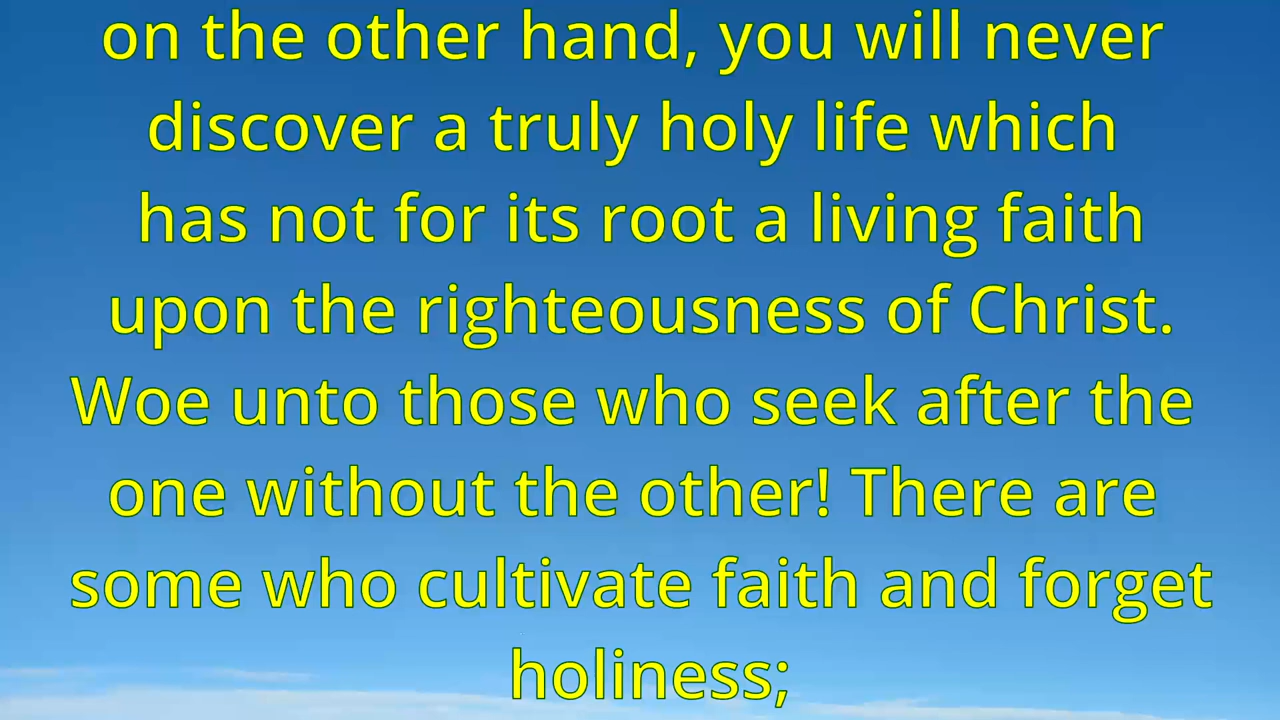 on the other hand, you will never
discover a truly holy life which
has not for its root a living faith
upon the righteousness of Christ.
Woe unto those who seek after the
one without the other! There are
some who cultivate faith and forget
holiness;